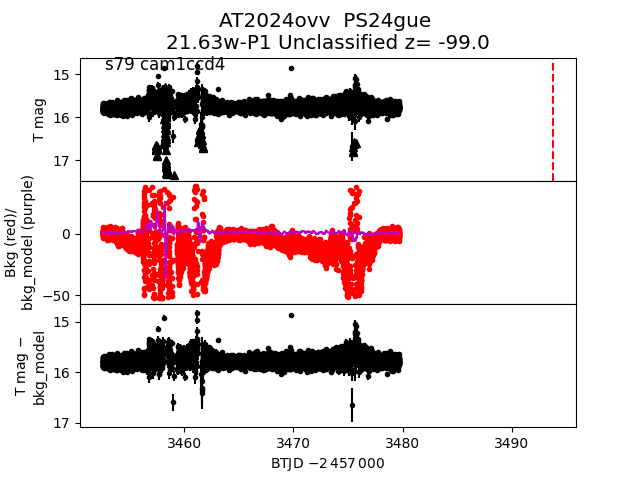 AT2024ovv  PS24gue
21.63w-P1 Unclassified z= -99.0
s79 cam1ccd4
15
16
17
T mag
0
−50
Bkg (red)/
bkg_model (purple)
15
16
17
T mag −
bkg_model
3460
3470
3480
3490
BTJD −2 457 000